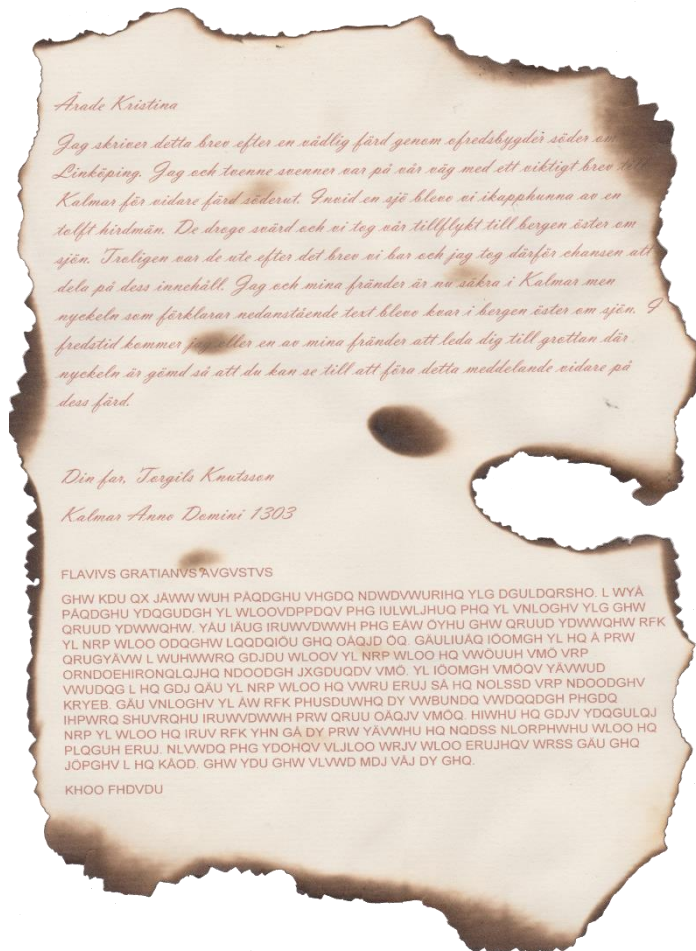 Ärade Kristina
Jag skriver detta brev efter en vådlig färd genom ofredsbygder söder om
Linköping. Jag och tvenne svenner var på vår väg med ett viktigt brev till
Kalmar för vidare färd söderut. Invid en sjö blevo vi ikapphunna av en
tolft hirdmän. De drogo svärd och vi tog vår tillflykt till bergen öster om
sjön. Troligen var de ute efter det brev vi bar och jag tog därför chansen att
dela på dess innehåll. Jag och mina fränder är nu säkra i Kalmar men
nyckeln som förklarar nedanstående text blevo kvar i bergen öster om sjön. I
fredstid kommer jag eller en av mina fränder att leda dig till grottan där
nyckeln är gömd så att du kan se till att föra detta meddelande vidare på
dess färd.
Din far, Torgils Knutsson
Kalmar Anno Domini 1303
FLAVIVS GRATIANVS AVGVSTVS
GHW KDU QX JÄWW WUH PÅQDGHU VHGDQ NDWDVWURIHQ YLG DGULDQRSHO. L WYÅ
PÅQDGHU YDQGUDGH YL WLOOVDPPDQV PHG IULWLJHUQ PHQ YL VNLOGHV YLG GHW
QRUUD YDWWQHW. YÅU IÄUG IRUWVDWWH PHG EÅW ÖYHU GHW QRUUD YDWWQHW RFK
YL NRP WLOO ODQGHW LQQDQIÖU GHQ OÅQJD ÖQ. GÄULIUÅQ IÖOMGH YL HQ Å PRW
QRUGYÄVW L WUHWWRQ GDJDU WLOOV YL NRP WLOO HQ VWÖUUH VMÖ VRP
ORNDOEHIRONQLQJHQ NDOODGH JXGDUQDV VMÖ. YL IÖOMGH VMÖQV YÄVWUD
VWUDQG L HQ GDJ QÄU YL NRP WLOO HQ VWRU ERUJ SÅ HQ NOLSSD VRP NDOODGHV
KRYEB. GÄU VNLOGHV YL ÅW RFK PHUSDUWHQ DY VWBUNDQ VWDQQDGH PHGDQ
IHPWRQ SHUVRQHU IRUWVDWWH PRW QRUU OÄQJV VMÖQ. HIWHU HQ GDJV YDQGULQJ
NRP YL WLOO HQ IRUV RFK YHN GÅ DY PRW YÄVWHU HQ NQDSS NLORPHWHU WLOO HQ
PLQGUH ERUJ. NLVWDQ PHG YDOHQV VLJLOO WRJV WLOO ERUJHQV WRSS GÄU GHQ
JÖPGHV L HQ KÅOD. GHW YDU GHW VLVWD MDJ VÅJ DY GHQ.
KHOO FHDVDU